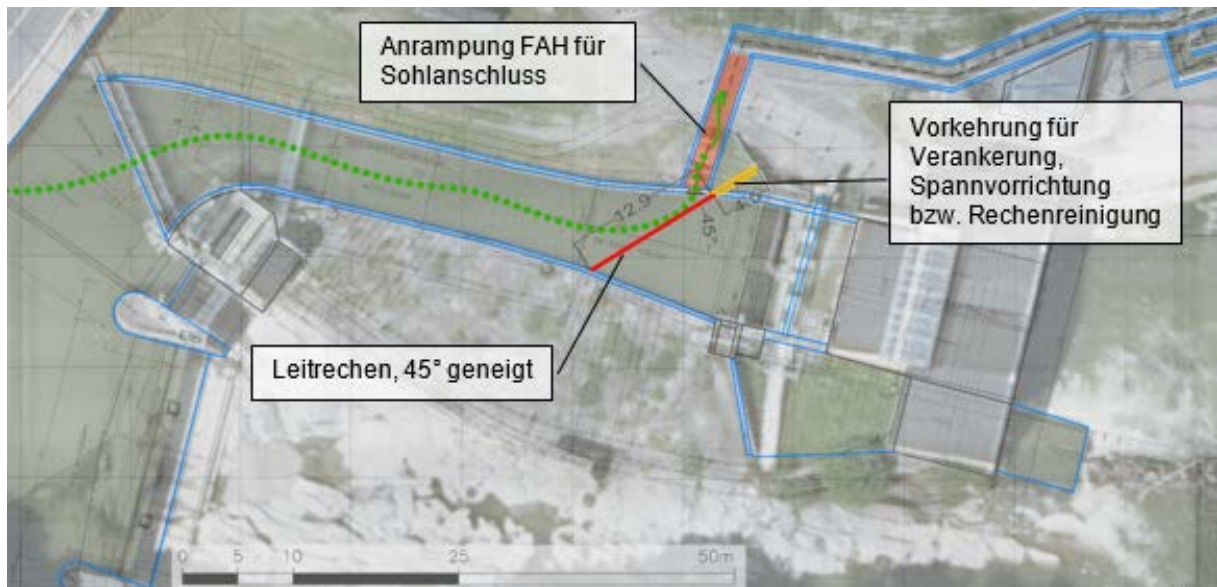 Anrampung FAH für
Sohlanschluss
Vorkehrung für
Verankerung,
Spannvorrichtung
bzw. Rechenreinigung
12.9
45°
Leitrechen, 45° geneigt
0 5 10 25 50m